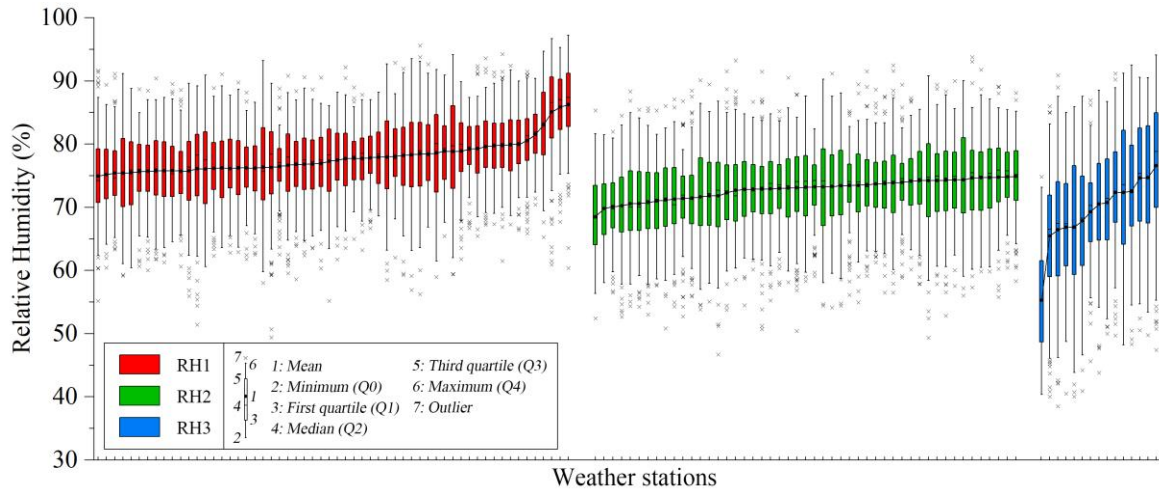 100
90
80
70
60
50
40
30
Relative Humidity (%)
RH1
RH2
RH3
7
6
5
1
4
3
2
1: Mean
2: Minimum (Q0)
3: First quartile (Q1)
4: Median (Q2)
5: Third quartile (Q3)
6: Maximum (Q4)
7: Outlier
Weather stations